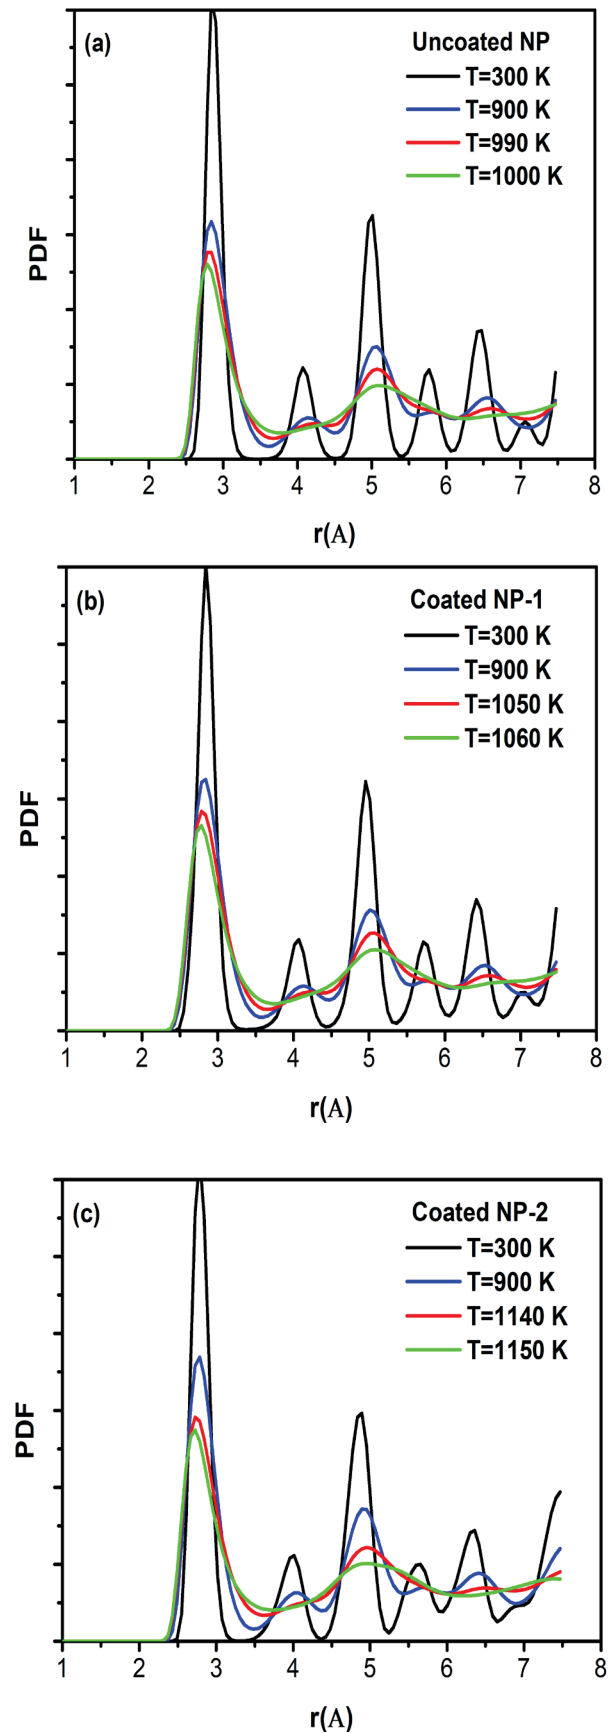 (a)
Uncoated NP
T=300 K
T=900 K
T=990 K
T=1000 K
PDF
1 2 3 4 5 6 7 8
r(A)
(b)
Coated NP-1
T=300 K
T=900 K
T=1050 K
T=1060 K
PDF
1 2 3 4 5 6 7 8
r(A)
(c)
Coated NP-2
T=300 K
T=900 K
T=1140 K
T=1150 K
PDF
1 2 3 4 5 6 7 8
r(A)